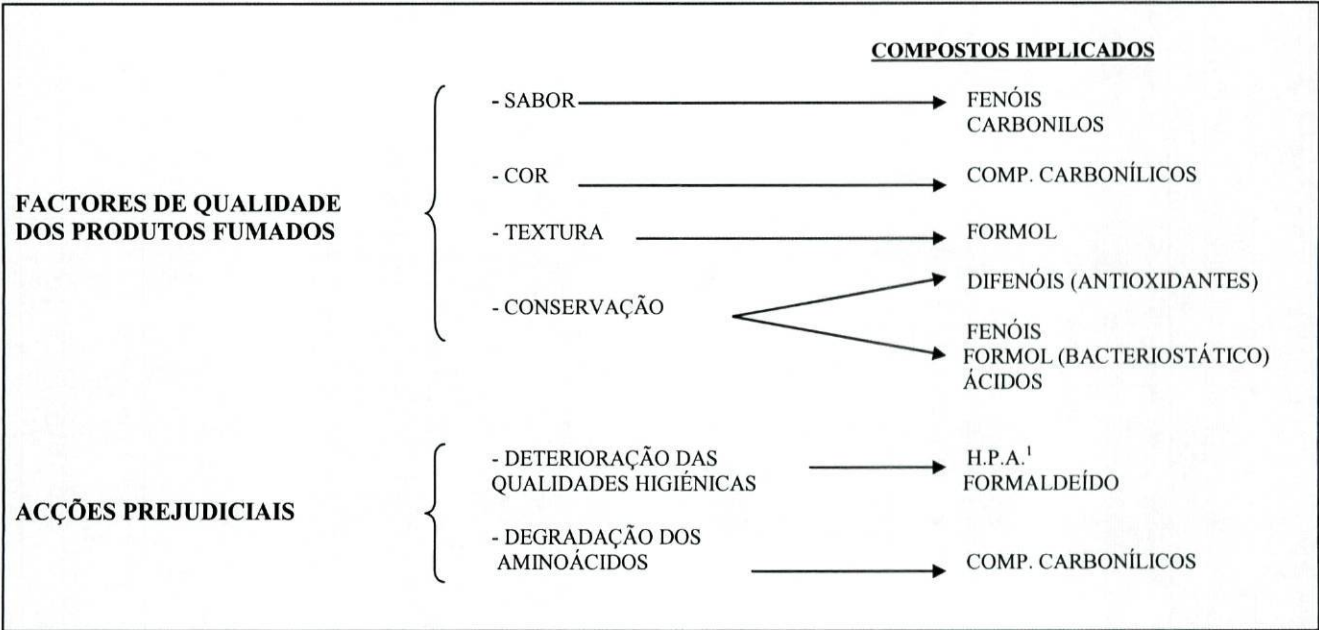 COMPOSTOS IMPLICADOS
FACTORES DE QUALIDADE
DOS PRODUTOS FUMADOS
- SABOR
FENÓIS
CARBONILOS
- COR
COMP. CARBONÍLICOS
- TEXTURA
FORMOL
- CONSERVAÇÃO
DIFENÓIS (ANTIOXIDANTES)
FENÓIS
FORMOL (BACTERIOSTÁTICO)
ÁCIDOS
ACÇÕES PREJUDICIAIS
- DETERIORAÇÃO DAS
QUALIDADES HIGIÉNICAS
H.P.A.¹
FORMALDEÍDO
- DEGRADAÇÃO DOS
AMINOÁCIDOS
COMP. CARBONÍLICOS